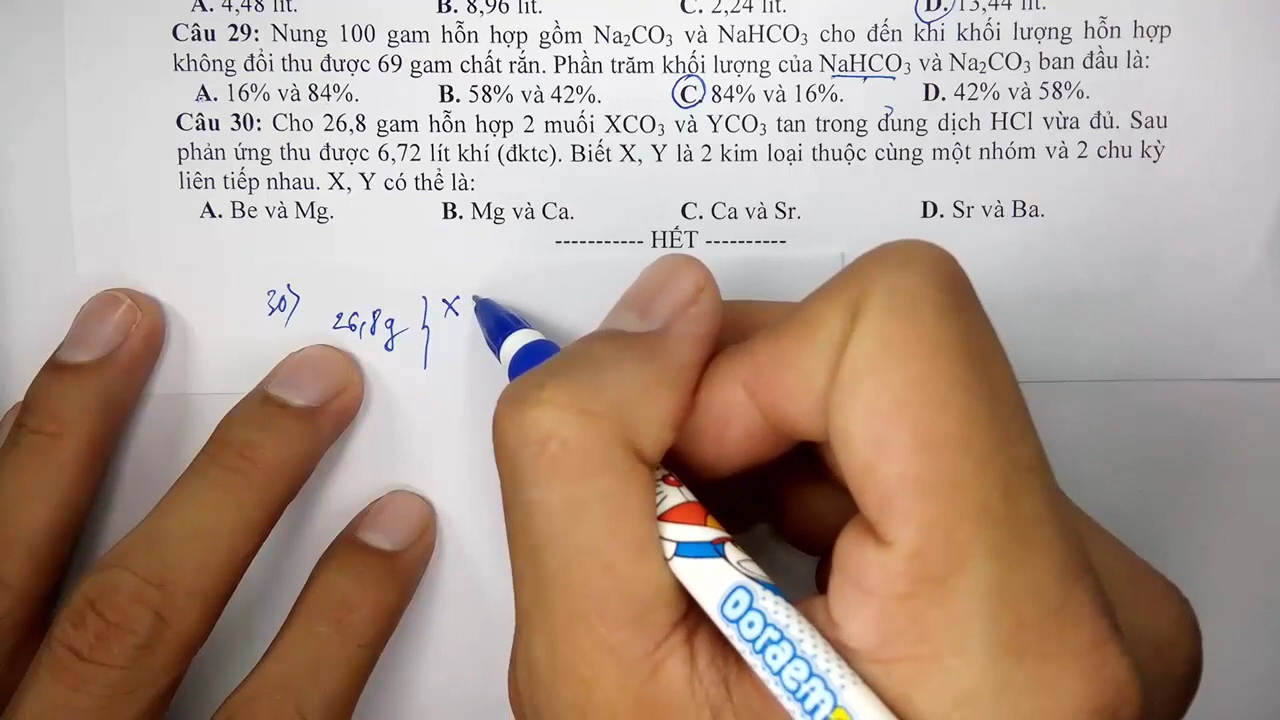 A. 4,48 lít. B. 8,96 lít. C. 2,24 lít. D. 13,44 lít.
Câu 29: Nung 100 gam hỗn hợp gồm Na₂CO₃ và NaHCO₃ cho đến khi khối lượng hỗn hợp
không đổi thu được 69 gam chất rắn. Phần trăm khối lượng của NaHCO₃ và Na₂CO₃ ban đầu là:
A. 16% và 84%. B. 58% và 42%. C. 84% và 16%. D. 42% và 58%.
Câu 30: Cho 26,8 gam hỗn hợp 2 muối XCO₃ và YCO₃ tan trong dung dịch HCl vừa đủ. Sau
phản ứng thu được 6,72 lít khí (đktc). Biết X, Y là 2 kim loại thuộc cùng một nhóm và 2 chu kỳ
liên tiếp nhau. X, Y có thể là:
A. Be và Mg. B. Mg và Ca. C. Ca và Sr. D. Sr và Ba.
----------- HẾT ----------
30) 26,8g { X
Doraemo